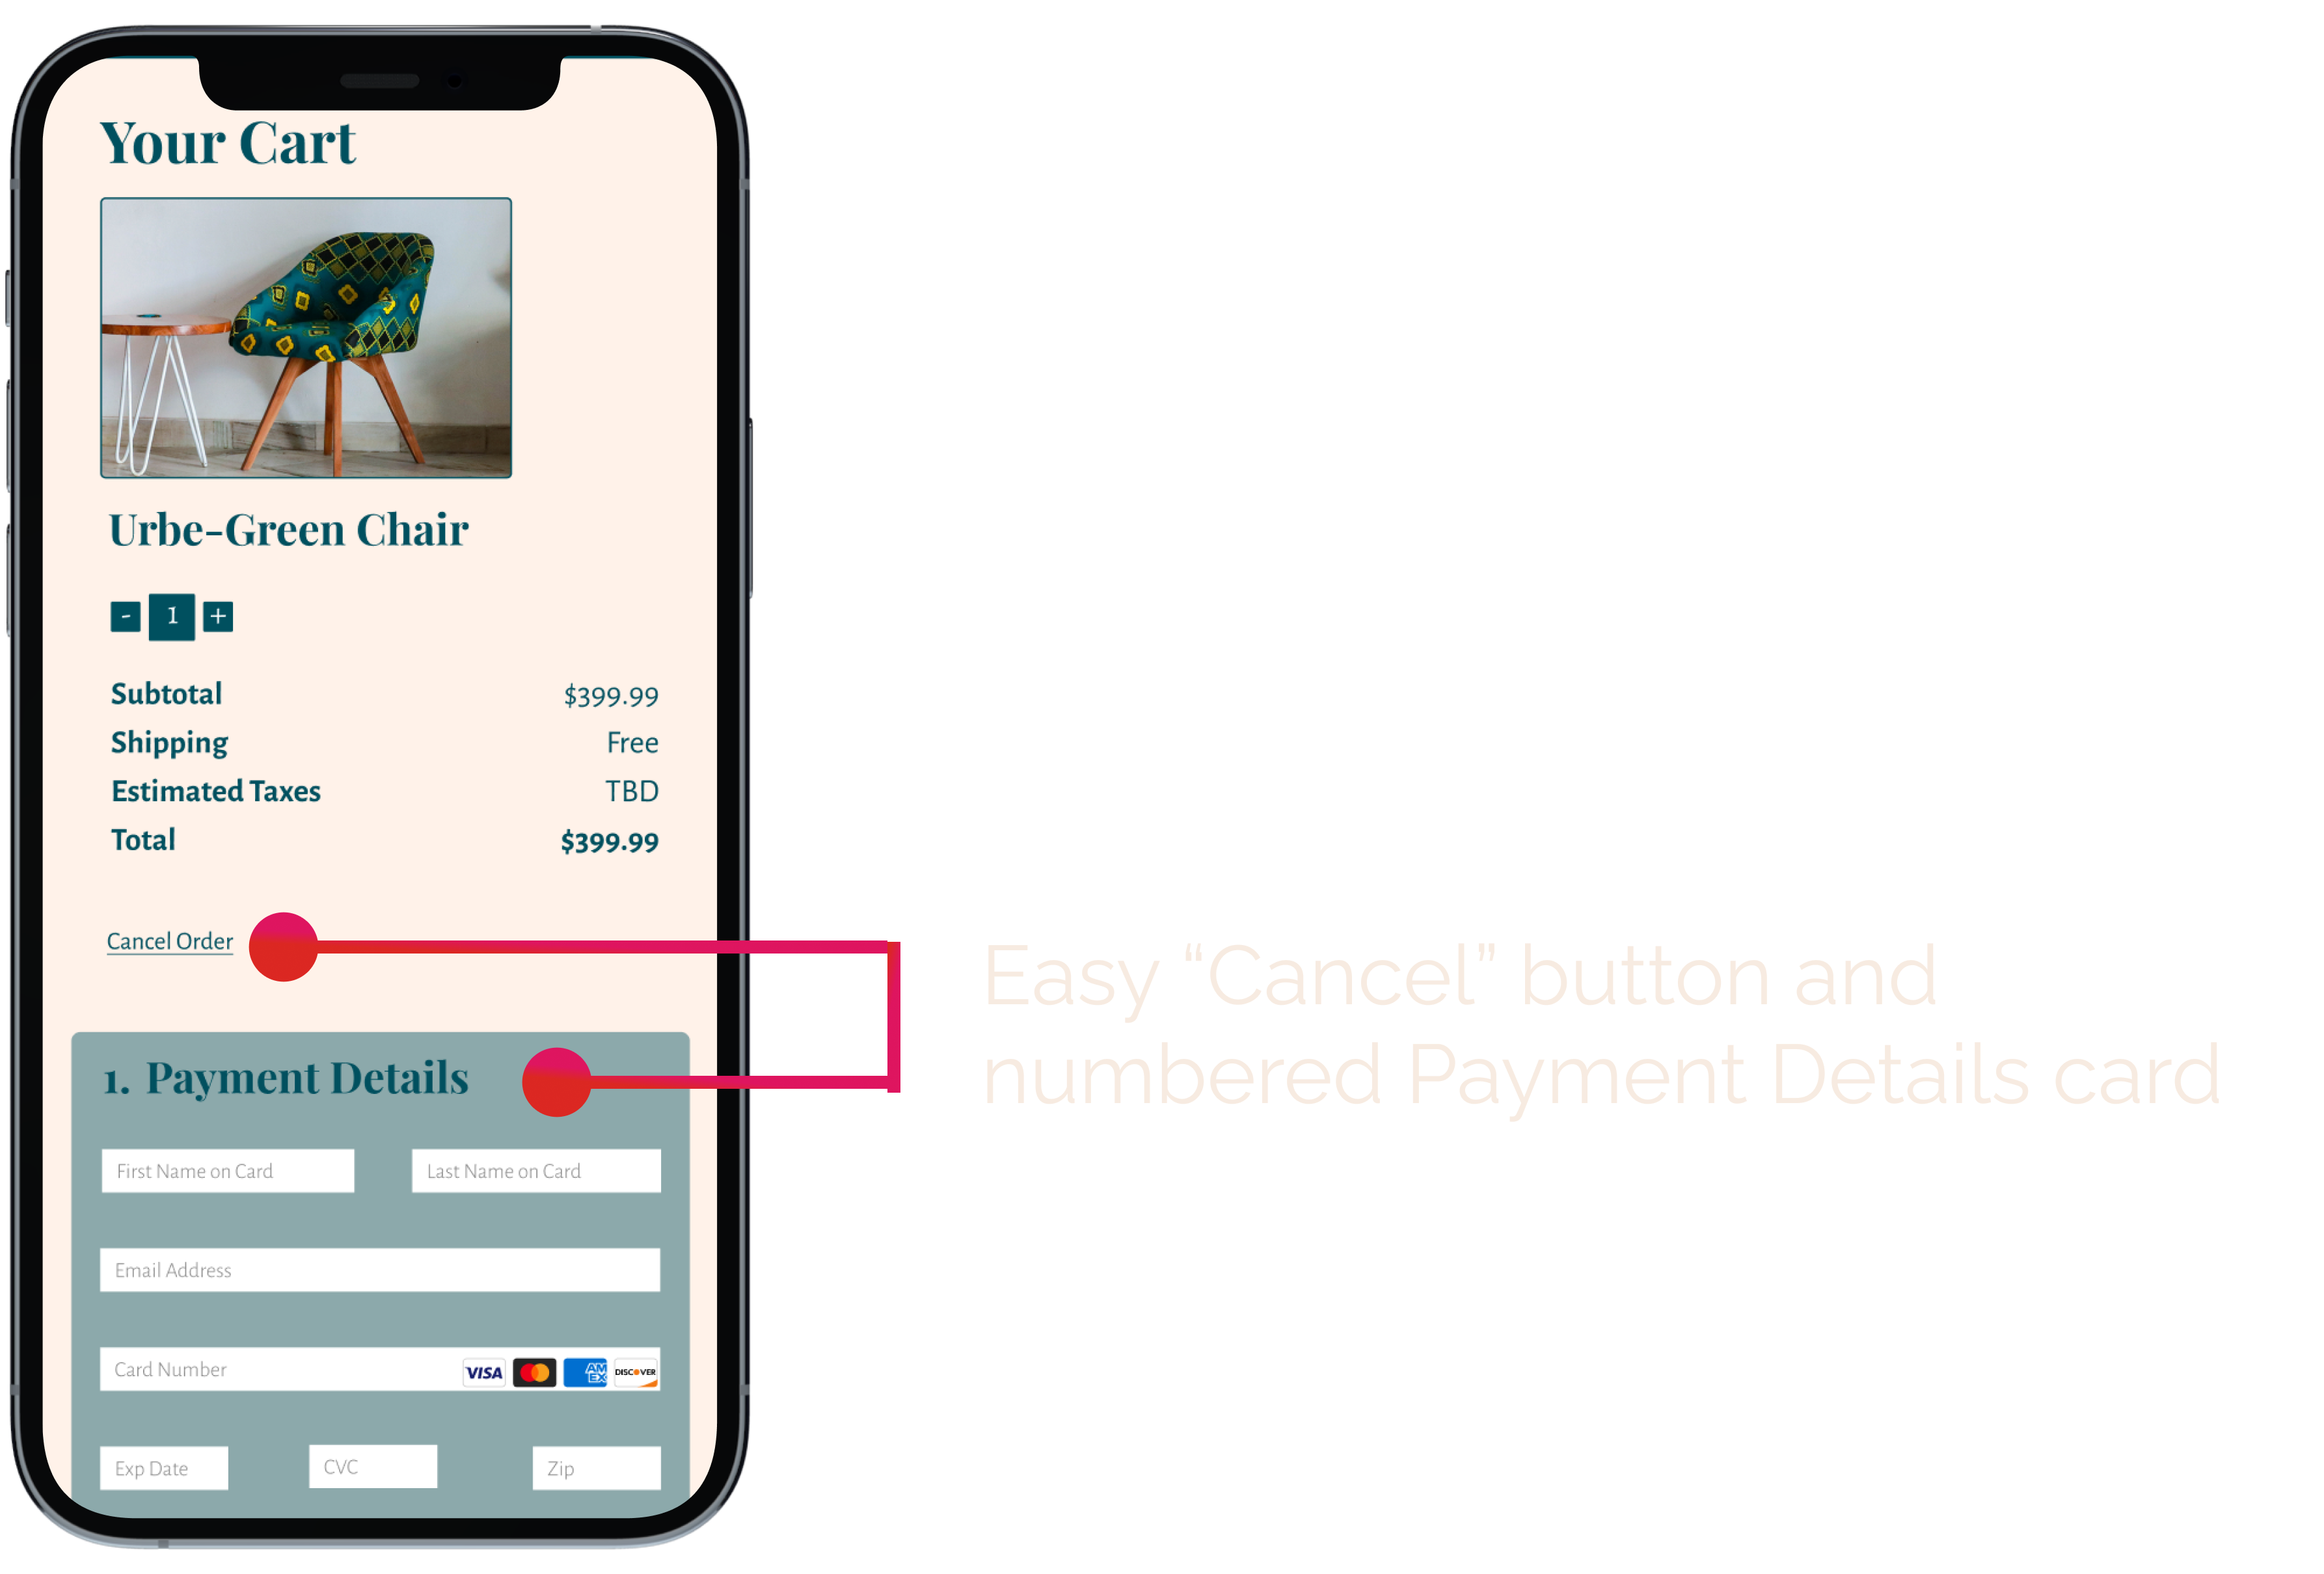 Your Cart
Urbe-Green Chair
- 1 +
Subtotal $399.99
Shipping Free
Estimated Taxes TBD
Total $399.99
Cancel Order
Easy “Cancel” button and
numbered Payment Details card
1. Payment Details
First Name on Card Last Name on Card
Email Address
Card Number VISA AM EX DISCOVER
Exp Date CVC Zip